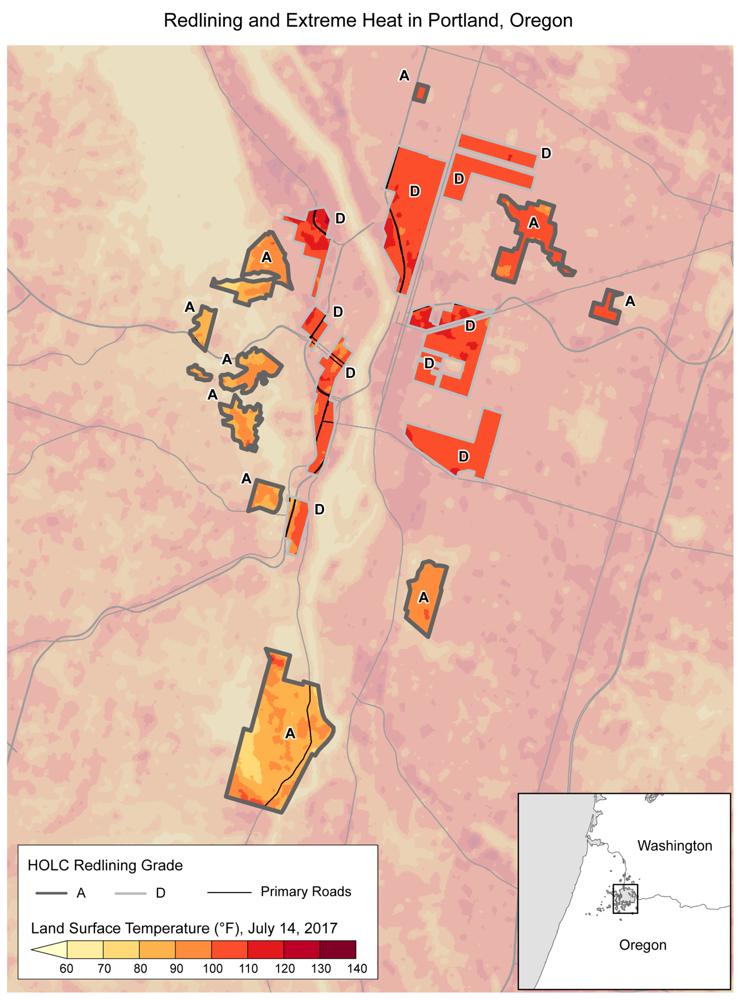 Redlining and Extreme Heat in Portland, Oregon
A
D
D
D
D
A
A
A
A
D
D
A
D
D
A
A
D
A
D
A
A
Washington
Oregon
HOLC Redlining Grade
A D Primary Roads
Land Surface Temperature (°F), July 14, 2017
60 70 80 90 100 110 120 130 140